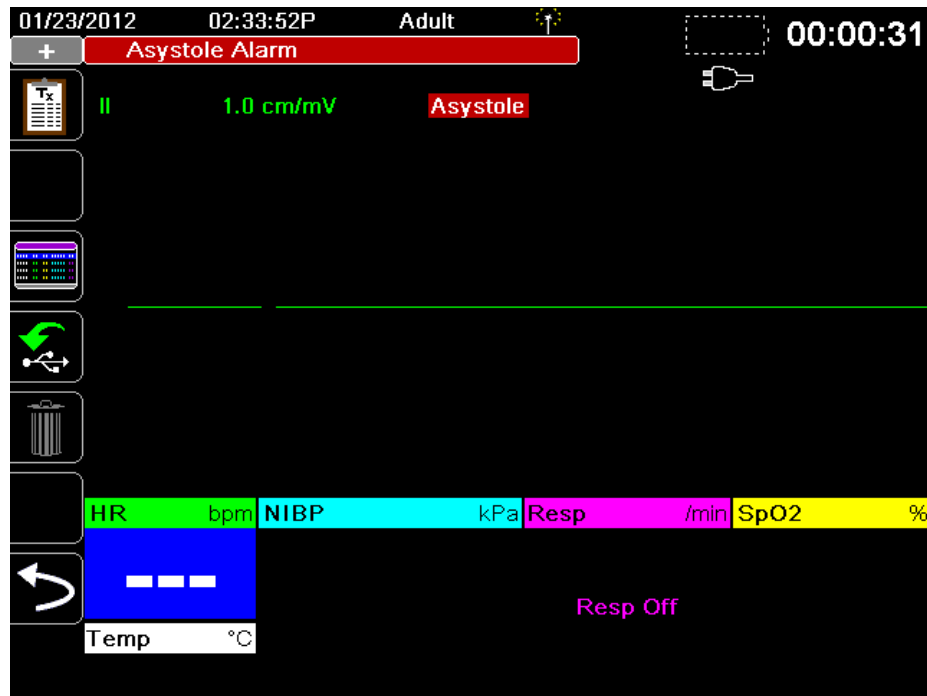 01/23/2012 02:33:52P Adult 00:00:31
+ Asystole Alarm
Tx
II 1.0 cm/mV Asystole
HR bpm NIBP kPa Resp /min SpO2 %
---
Resp Off
Temp °C